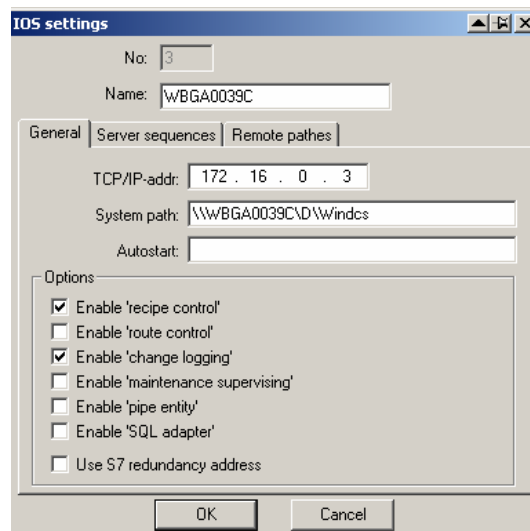 IOS settings
No: 3
Name: WBGA0039C
General Server sequences Remote pathes
TCP/IP-addr: 172 . 16 . 0 . 3
System path: \\WBGA0039C\D\Windcs
Autostart:
Options
Enable 'recipe control'
Enable 'route control'
Enable 'change logging'
Enable 'maintenance supervising'
Enable 'pipe entity'
Enable 'SQL adapter'
Use S7 redundancy address
OK Cancel